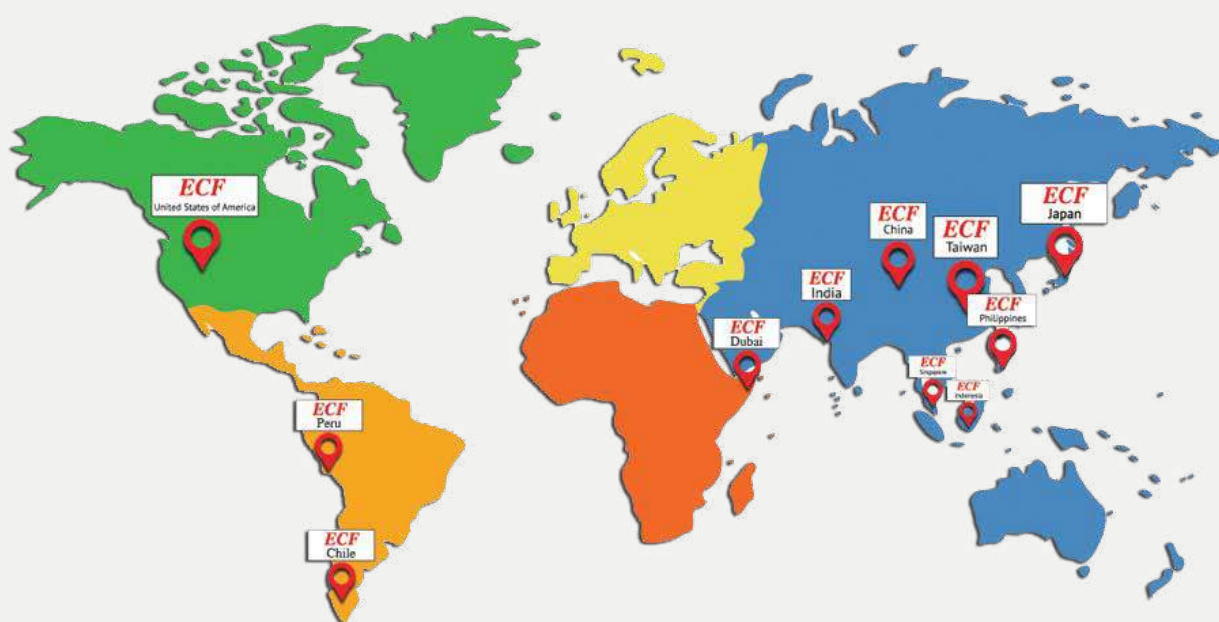 ECF
United States of America
ECF
Japan
ECF
China
ECF
Taiwan
ECF
India
ECF
Philippines
ECF
Dubai
ECF
Singapore
ECF
Indonesia
ECF
Peru
ECF
Chile